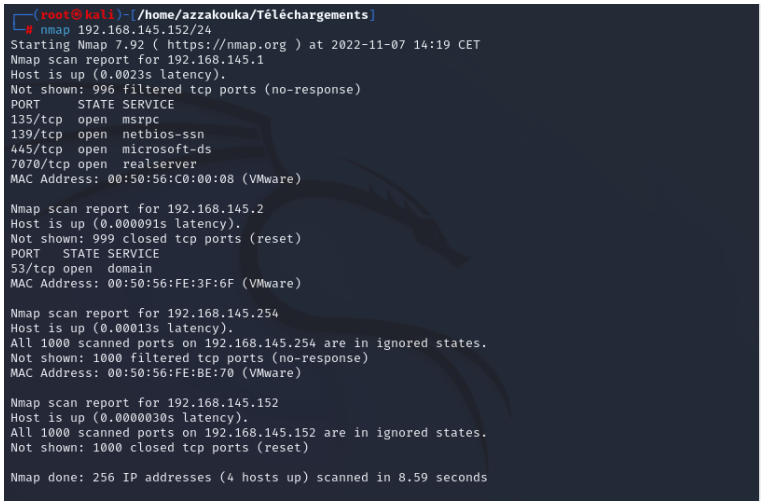 (root㉿kali)-[/home/azzakouka/Téléchargements]
# nmap 192.168.145.152/24
Starting Nmap 7.92 ( https://nmap.org ) at 2022-11-07 14:19 CET
Nmap scan report for 192.168.145.1
Host is up (0.0023s latency).
Not shown: 996 filtered tcp ports (no-response)
PORT     STATE SERVICE
135/tcp  open  msrpc
139/tcp  open  netbios-ssn
445/tcp  open  microsoft-ds
7070/tcp open  realserver
MAC Address: 00:50:56:C0:00:08 (VMware)

Nmap scan report for 192.168.145.2
Host is up (0.000091s latency).
Not shown: 999 closed tcp ports (reset)
PORT   STATE SERVICE
53/tcp open  domain
MAC Address: 00:50:56:FE:3F:6F (VMware)

Nmap scan report for 192.168.145.254
Host is up (0.00013s latency).
All 1000 scanned ports on 192.168.145.254 are in ignored states.
Not shown: 1000 filtered tcp ports (no-response)
MAC Address: 00:50:56:FE:BE:70 (VMware)

Nmap scan report for 192.168.145.152
Host is up (0.0000030s latency).
All 1000 scanned ports on 192.168.145.152 are in ignored states.
Not shown: 1000 closed tcp ports (reset)

Nmap done: 256 IP addresses (4 hosts up) scanned in 8.59 seconds